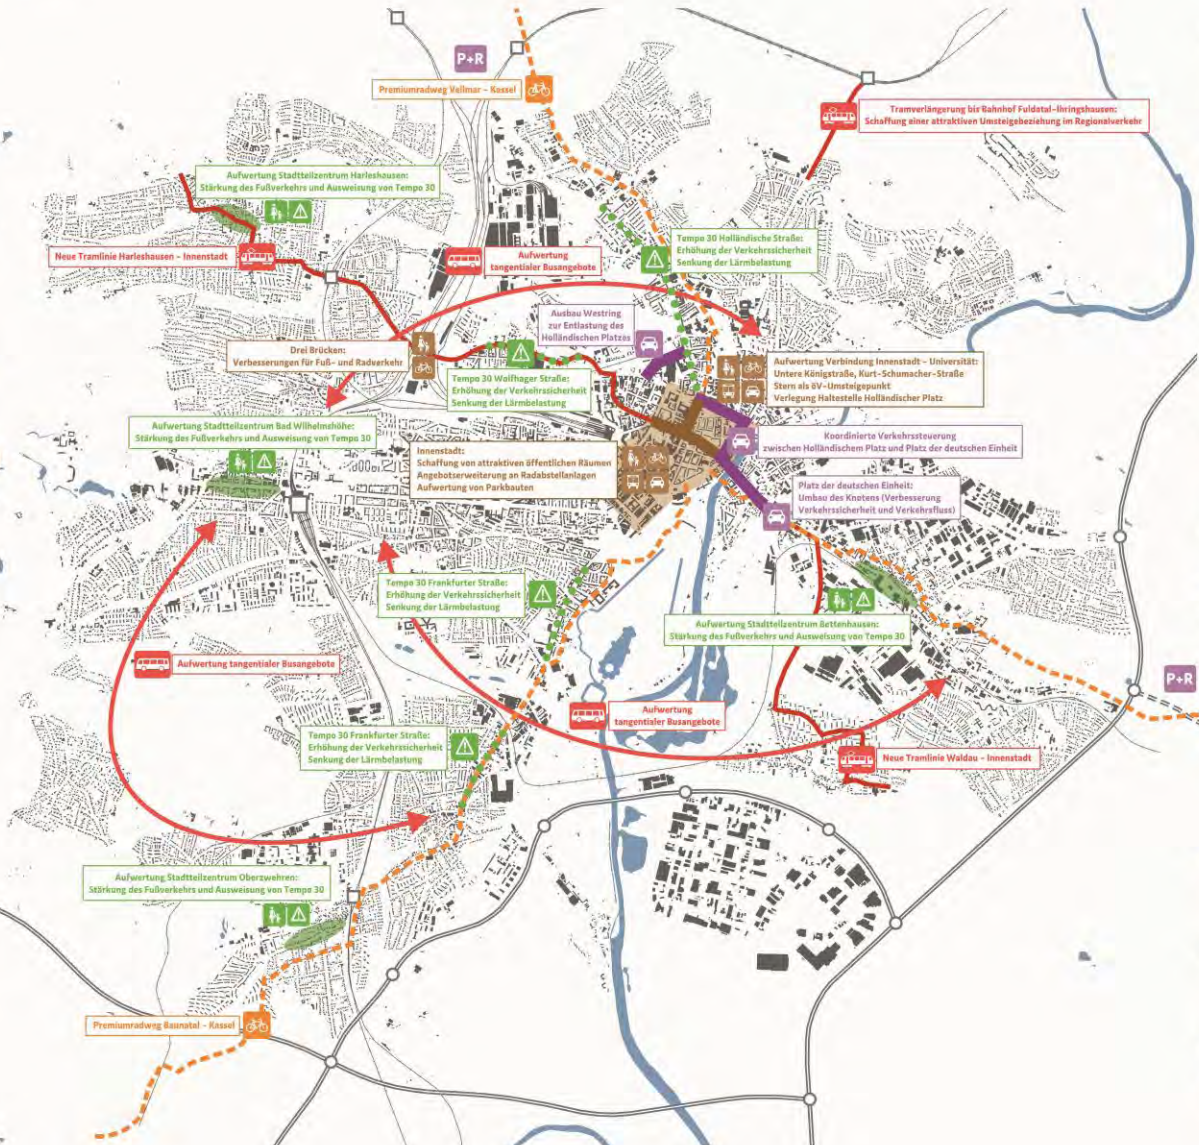 P+R
Premiumradweg Vellmar - Kassel
Tramverlängerung bis Bahnhof Fuldatal-Ihringshausen:
Schaffung einer attraktiven Umsteigebeziehung im Regionalverkehr
Aufwertung Stadtteilzentrum Harleshausen:
Stärkung des Fußverkehrs und Ausweisung von Tempo 30
Neue Tramlinie Harleshausen - Innenstadt
Aufwertung
tangentialer Busangebote
Tempo 30 Holländische Straße:
Erhöhung der Verkehrssicherheit
Senkung der Lärmbelastung
Ausbau Westring
zur Entlastung des
Holländischen Platzes
Drei Brücken:
Verbesserungen für Fuß- und Radverkehr
Tempo 30 Wolfhager Straße:
Erhöhung der Verkehrssicherheit
Senkung der Lärmbelastung
Aufwertung Verbindung Innenstadt - Universität:
Untere Königstraße, Kurt-Schumacher-Straße
Stern als ÖV-Umsteigepunkt
Verlegung Haltestelle Holländischer Platz
Aufwertung Stadtteilzentrum Bad Wilhelmshöhe:
Stärkung des Fußverkehrs und Ausweisung von Tempo 30
Innenstadt:
Schaffung von attraktiven öffentlichen Räumen
Angebotserweiterung an Radabstellanlagen
Aufwertung von Parkbauten
Koordinierte Verkehrssteuerung
zwischen Holländischem Platz und Platz der deutschen Einheit
Platz der deutschen Einheit:
Umbau des Knotens (Verbesserung
Verkehrssicherheit und Verkehrsfluss)
Tempo 30 Frankfurter Straße:
Erhöhung der Verkehrssicherheit
Senkung der Lärmbelastung
Aufwertung Stadtteilzentrum Bettenhausen:
Stärkung des Fußverkehrs und Ausweisung von Tempo 30
Aufwertung tangentialer Busangebote
P+R
Aufwertung
tangentialer Busangebote
Tempo 30 Frankfurter Straße:
Erhöhung der Verkehrssicherheit
Senkung der Lärmbelastung
Neue Tramlinie Waldau - Innenstadt
Aufwertung Stadtteilzentrum Oberzwehren:
Stärkung des Fußverkehrs und Ausweisung von Tempo 30
Premiumradweg Baunatal - Kassel